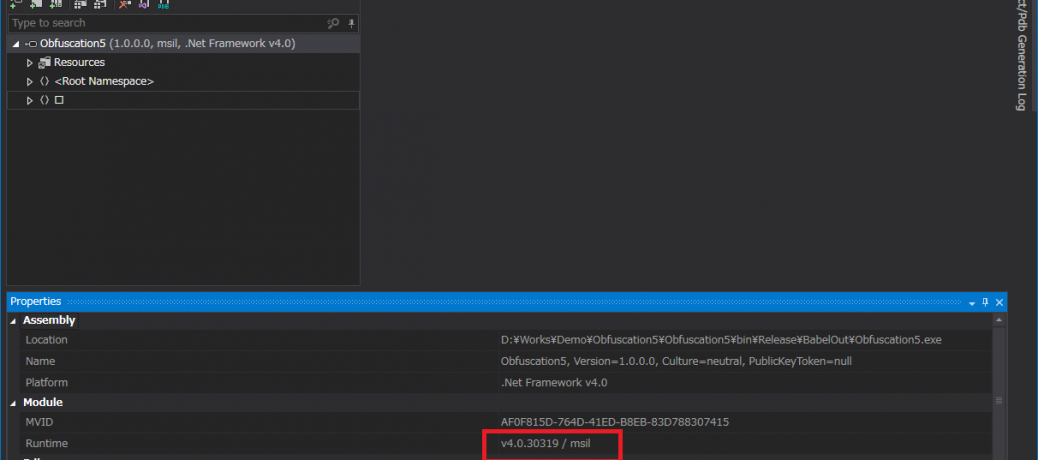 Type to search
Obfuscation5 (1.0.0.0, msil, .Net Framework v4.0)
Resources
<Root Namespace>
ct/Pdb Generation Log
Properties
Assembly
Location D:¥Works¥Demo¥Obfuscation5¥Obfuscation5¥bin¥Release¥BabelOut¥Obfuscation5.exe
Name Obfuscation5, Version=1.0.0.0, Culture=neutral, PublicKeyToken=null
Platform .Net Framework v4.0
Module
MVID AF0F815D-764D-41ED-B8EB-83D788307415
Runtime v4.0.30319 / msil